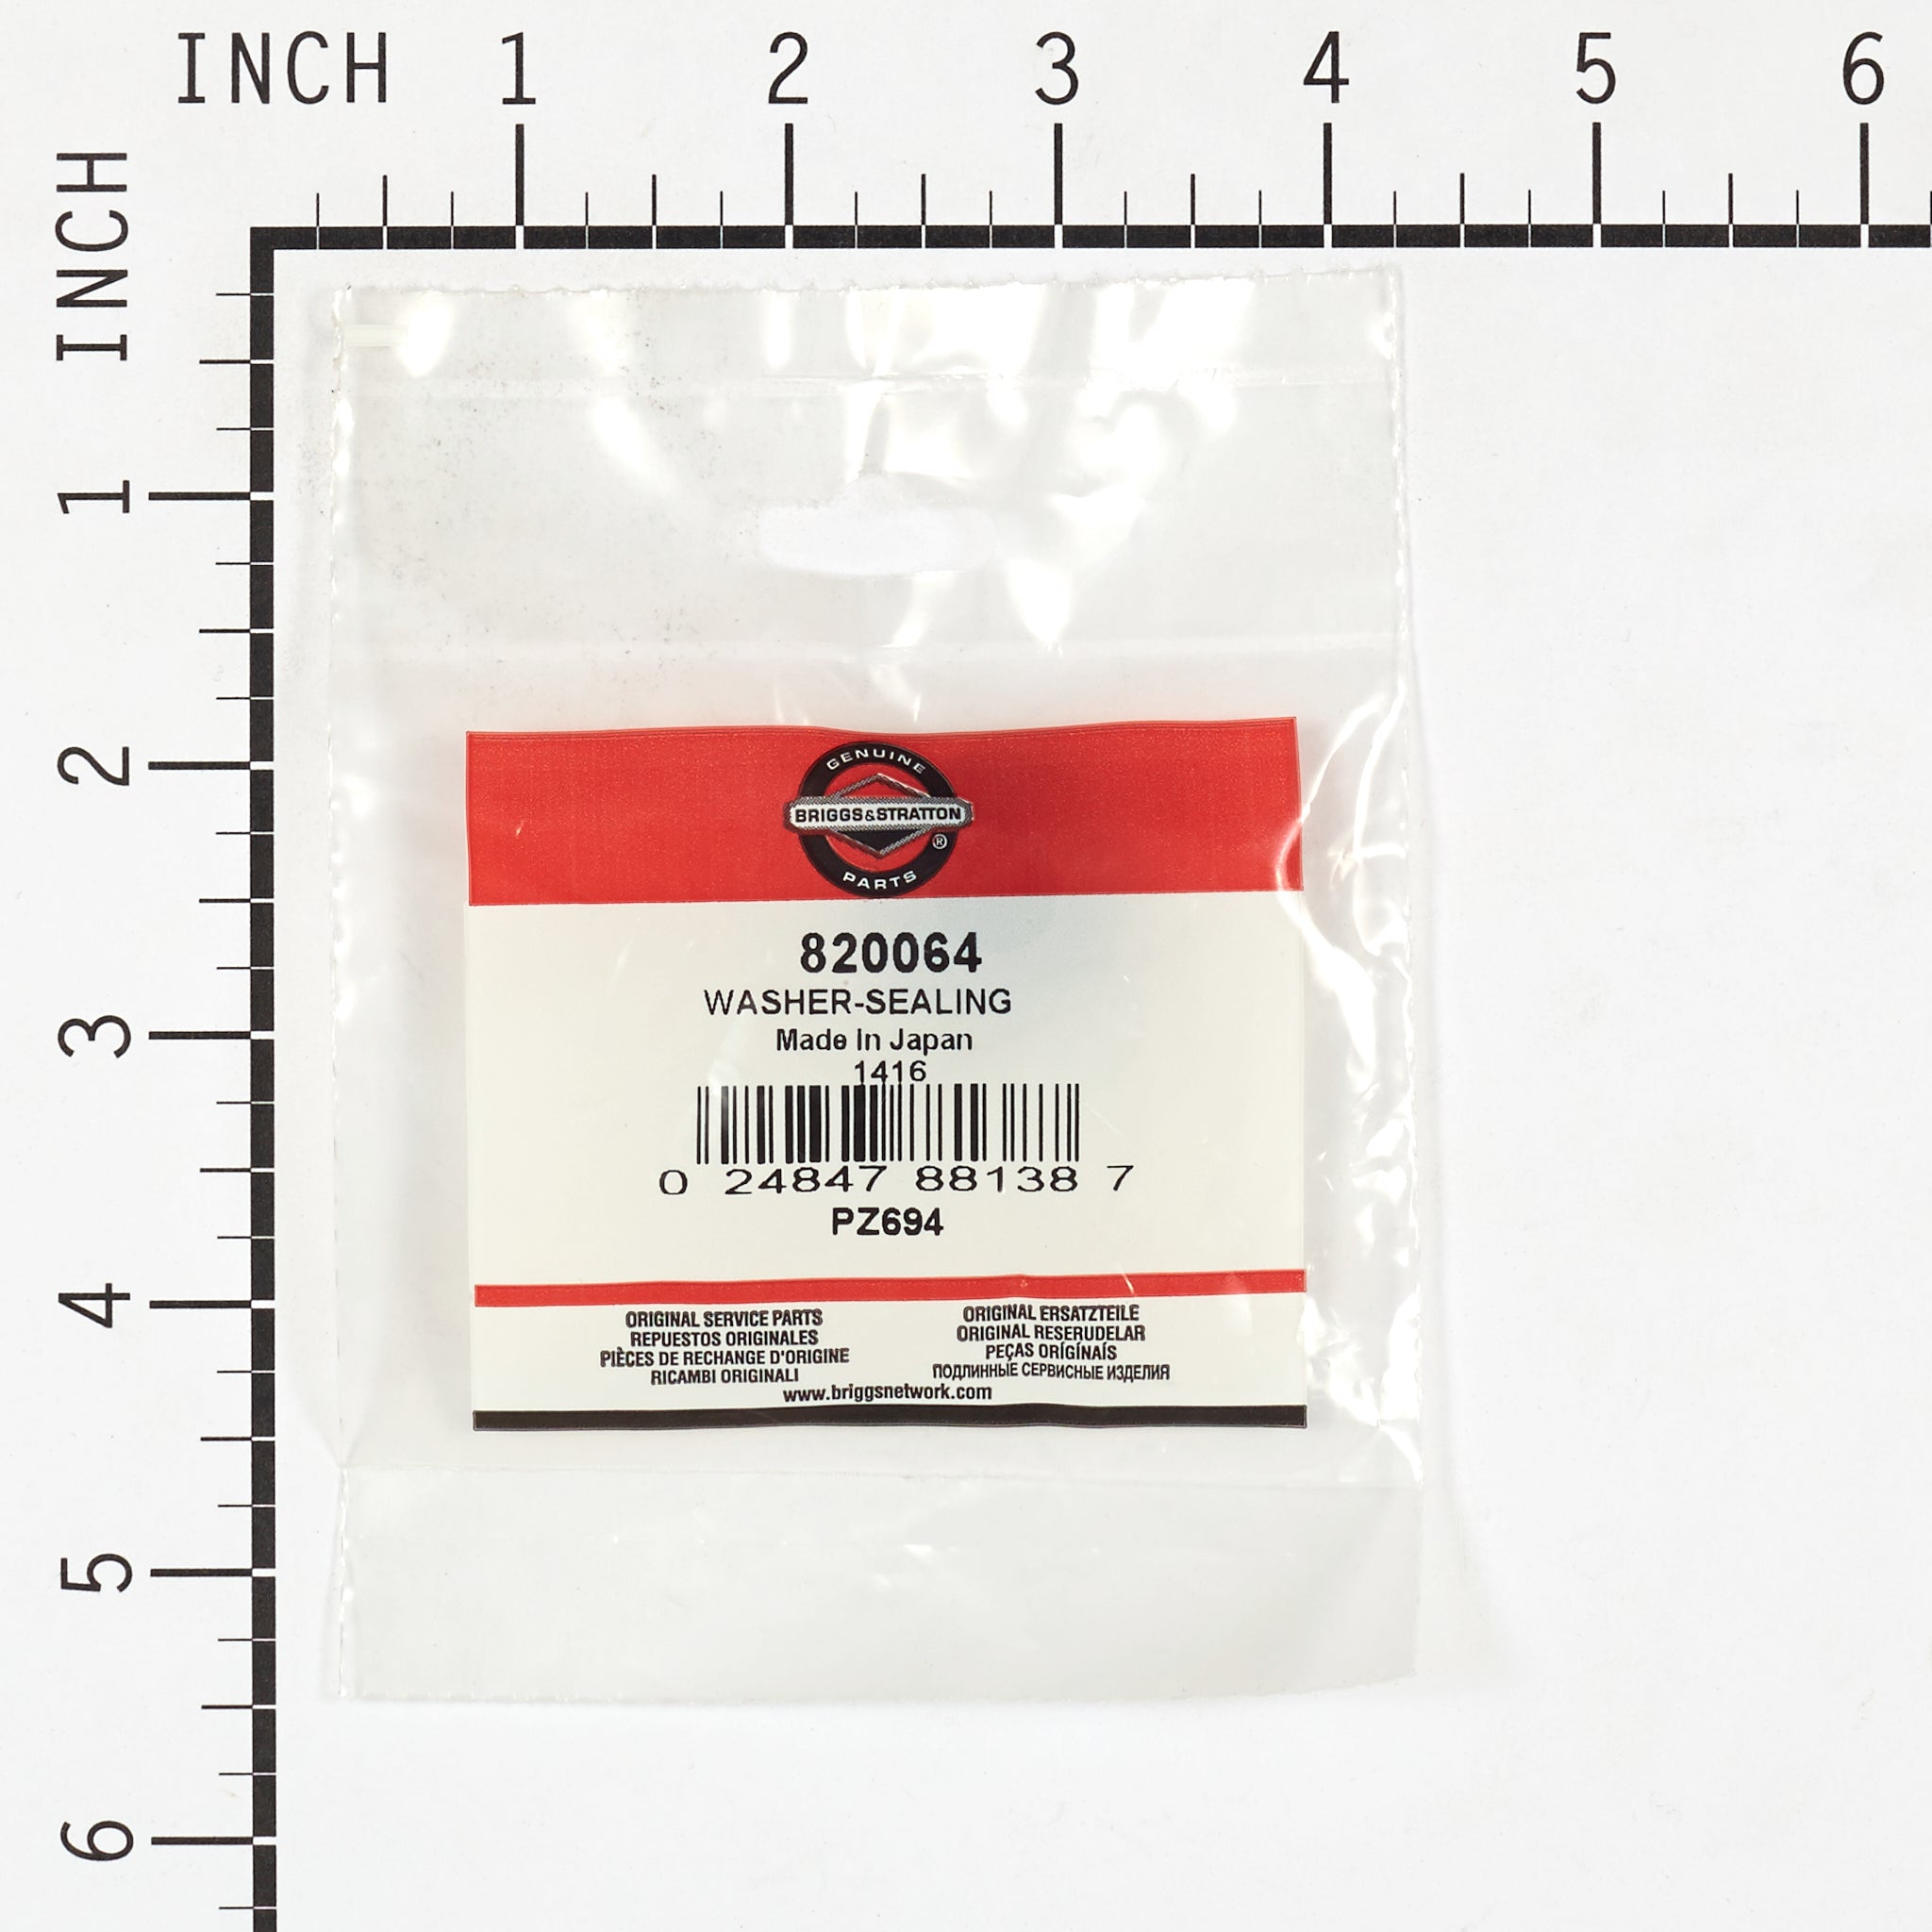 INCH 1 2 3 4 5 6
INCH 1 2 3 4 5 6
GENUINE
BRIGGS&STRATTON
®
PARTS
820064
WASHER-SEALING
Made In Japan
1416
0 24847 88138 7
PZ694
ORIGINAL SERVICE PARTS
REPUESTOS ORIGINALES
PIÈCES DE RECHANGE D'ORIGINE
RICAMBI ORIGINALI
ORIGINAL ERSATZTEILE
ORIGINAL RESERUDELAR
PEÇAS ORÍGÍNAÍS
ПОДЛИННЫЕ СЕРВИСНЫЕ ИЗДЕЛИЯ
www.briggsnetwork.com